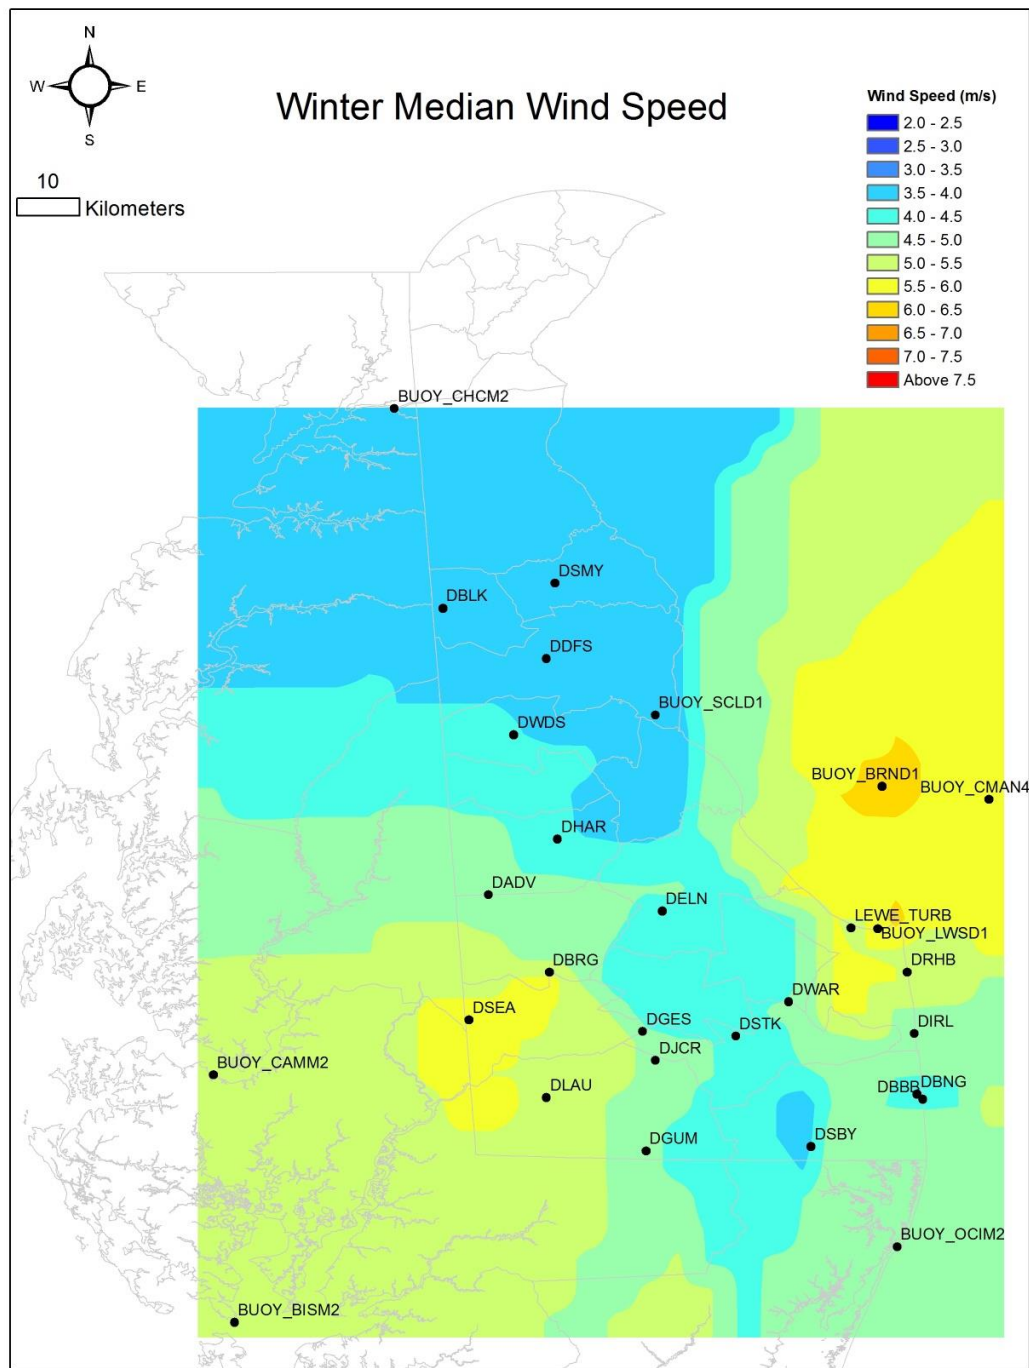 N
W E
S
Winter Median Wind Speed
10
Kilometers
Wind Speed (m/s)
2.0 - 2.5
2.5 - 3.0
3.0 - 3.5
3.5 - 4.0
4.0 - 4.5
4.5 - 5.0
5.0 - 5.5
5.5 - 6.0
6.0 - 6.5
6.5 - 7.0
7.0 - 7.5
Above 7.5
BUOY_CHCM2
DSMY
DBLK
DDFS
BUOY_SCLD1
DWDS
BUOY_BRND1
BUOY_CMAN4
DHAR
DADV
DELN
LEWE_TURB
BUOY_LWSD1
DBRG
DRHB
DWAR
DSEA
DGES
DSTK
DIRL
DJCR
BUOY_CAMM2
DLAU
DBBB
DBNG
DGUM
DSBY
BUOY_OCIM2
BUOY_BISM2